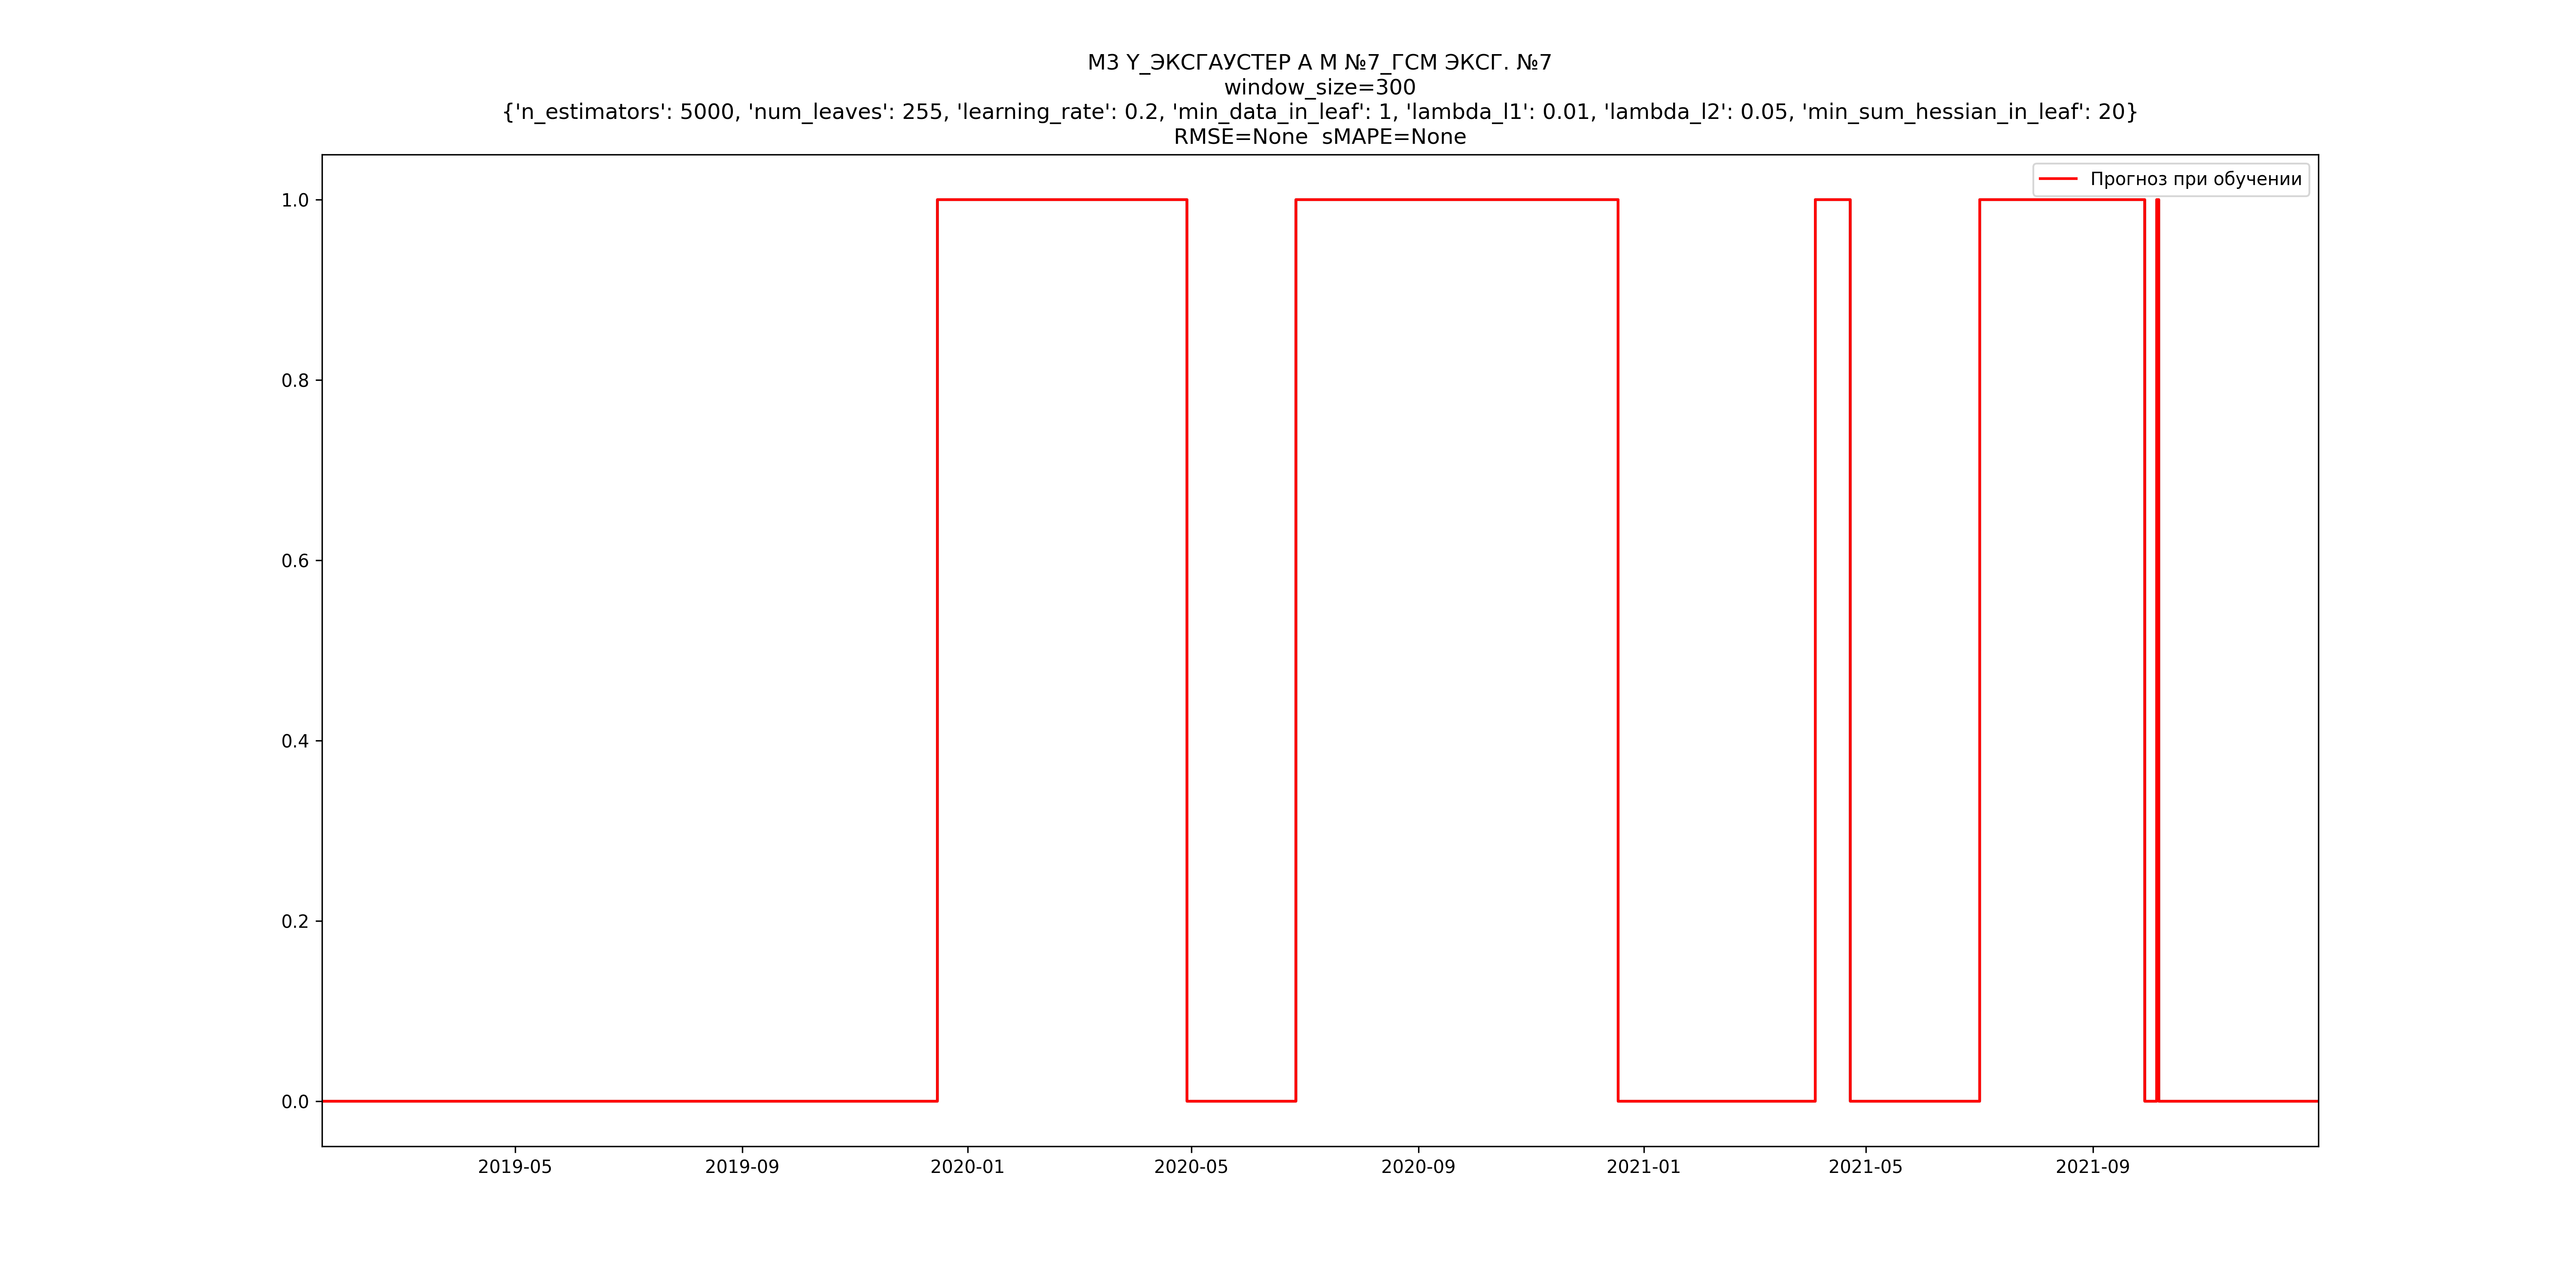 М3 Y_ЭКСГАУСТЕР А М №7_ГСМ ЭКСГ. №7
window_size=300
{'n_estimators': 5000, 'num_leaves': 255, 'learning_rate': 0.2, 'min_data_in_leaf': 1, 'lambda_l1': 0.01, 'lambda_l2': 0.05, 'min_sum_hessian_in_leaf': 20}
RMSE=None  sMAPE=None
Прогноз при обучении
1.0
0.8
0.6
0.4
0.2
0.0
2019-05
2019-09
2020-01
2020-05
2020-09
2021-01
2021-05
2021-09